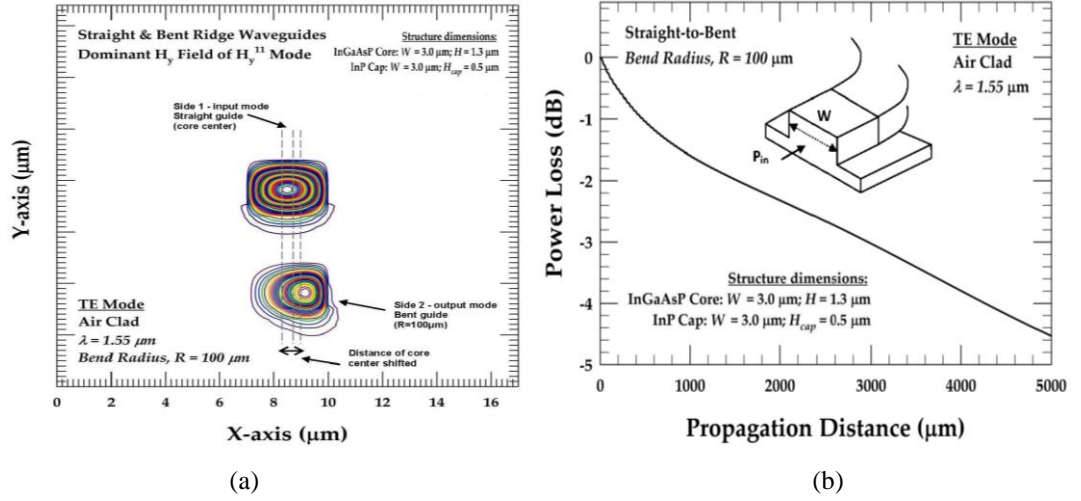 Straight & Bent Ridge Waveguides
Dominant Hy Field of Hy11 Mode
Structure dimensions:
InGaAsP Core: W = 3.0 μm; H = 1.3 μm
InP Cap: W = 3.0 μm; Hcap = 0.5 μm
Side 1 - input mode
Straight guide
(core center)
Y-axis (μm)
Side 2 - output mode
Bent guide
(R=100μm)
TE Mode
Air Clad
λ = 1.55 μm
Bend Radius, R = 100 μm
Distance of core
center shifted
0 2 4 6 8 10 12 14 16
X-axis (μm)
(a)
Straight-to-Bent
Bend Radius, R = 100 μm
TE Mode
Air Clad
λ = 1.55 μm
W
Pin
Power Loss (dB)
0
-1
-2
-3
-4
-5
Structure dimensions:
InGaAsP Core: W = 3.0 μm; H = 1.3 μm
InP Cap: W = 3.0 μm; Hcap = 0.5 μm
0 1000 2000 3000 4000 5000
Propagation Distance (μm)
(b)